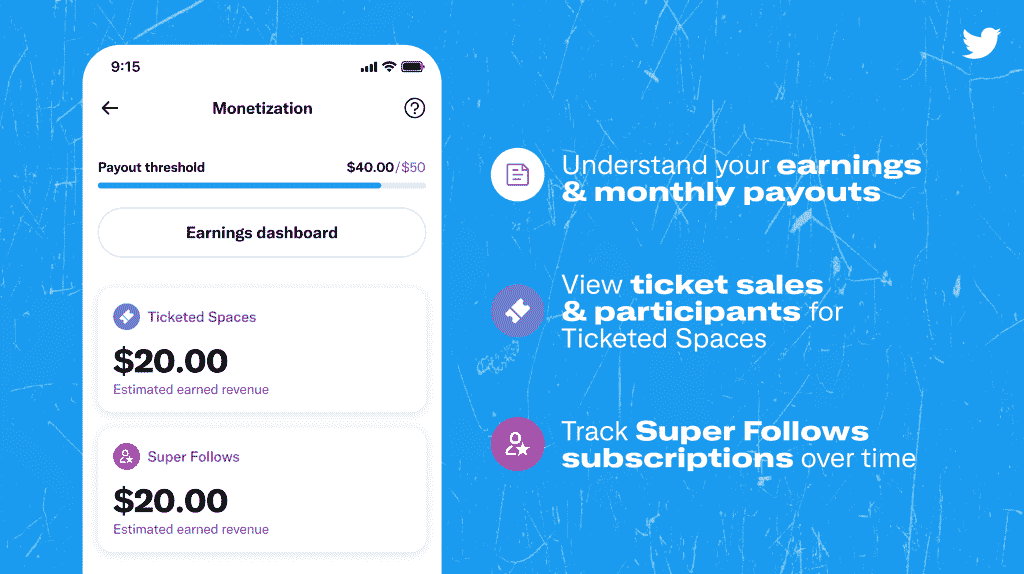 9:15
Monetization
Payout threshold $40.00/$50
Earnings dashboard
Ticketed Spaces
$20.00
Estimated earned revenue
Super Follows
$20.00
Estimated earned revenue
Understand your earnings
& monthly payouts
View ticket sales
& participants for
Ticketed Spaces
Track Super Follows
subscriptions over time